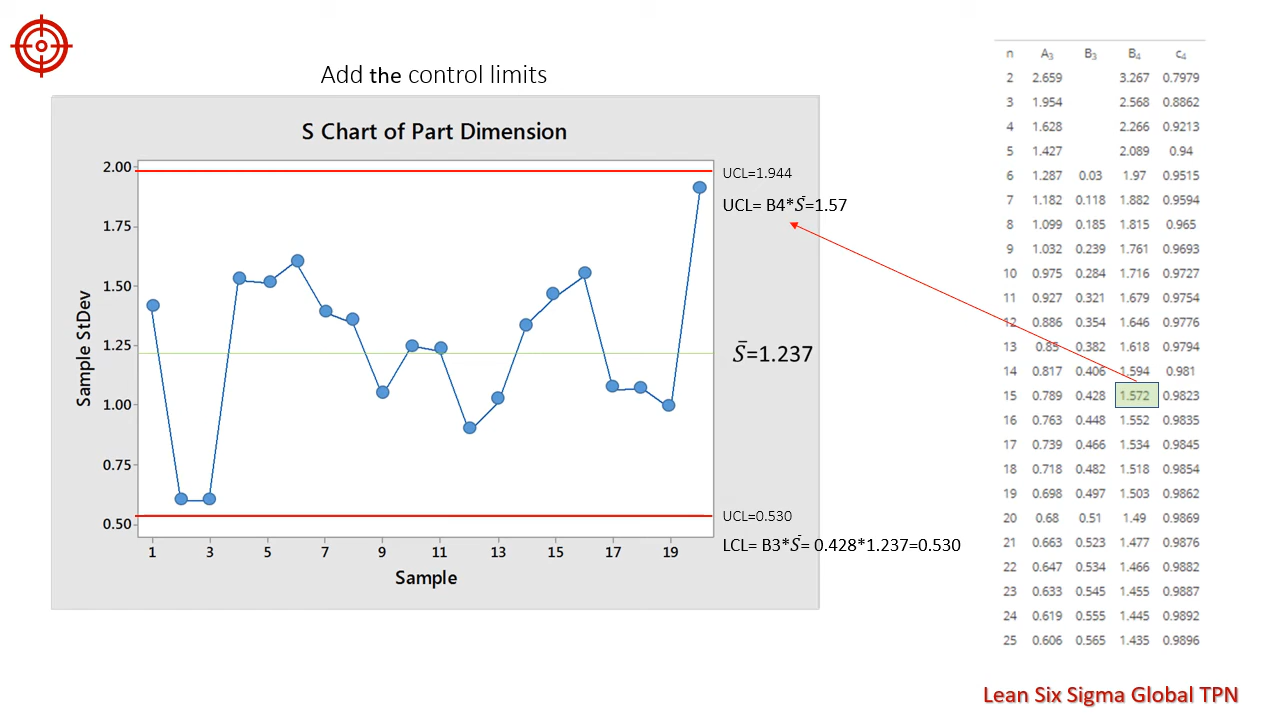 Add the control limits
S Chart of Part Dimension
Sample StDev
2.00
1.75
1.50
1.25
1.00
0.75
0.50
1 3 5 7 9 11 13 15 17 19
Sample
UCL=1.944
UCL= B4*S̄=1.57
S̄=1.237
UCL=0.530
LCL= B3*S̄= 0.428*1.237=0.530
n A₃ B₃ B₄ c₄
2 2.659 3.267 0.7979
3 1.954 2.568 0.8862
4 1.628 2.266 0.9213
5 1.427 2.089 0.94
6 1.287 0.03 1.97 0.9515
7 1.182 0.118 1.882 0.9594
8 1.099 0.185 1.815 0.965
9 1.032 0.239 1.761 0.9693
10 0.975 0.284 1.716 0.9727
11 0.927 0.321 1.679 0.9754
12 0.886 0.354 1.646 0.9776
13 0.85 0.382 1.618 0.9794
14 0.817 0.406 1.594 0.981
15 0.789 0.428 1.572 0.9823
16 0.763 0.448 1.552 0.9835
17 0.739 0.466 1.534 0.9845
18 0.718 0.482 1.518 0.9854
19 0.698 0.497 1.503 0.9862
20 0.68 0.51 1.49 0.9869
21 0.663 0.523 1.477 0.9876
22 0.647 0.534 1.466 0.9882
23 0.633 0.545 1.455 0.9887
24 0.619 0.555 1.445 0.9892
25 0.606 0.565 1.435 0.9896
Lean Six Sigma Global TPN